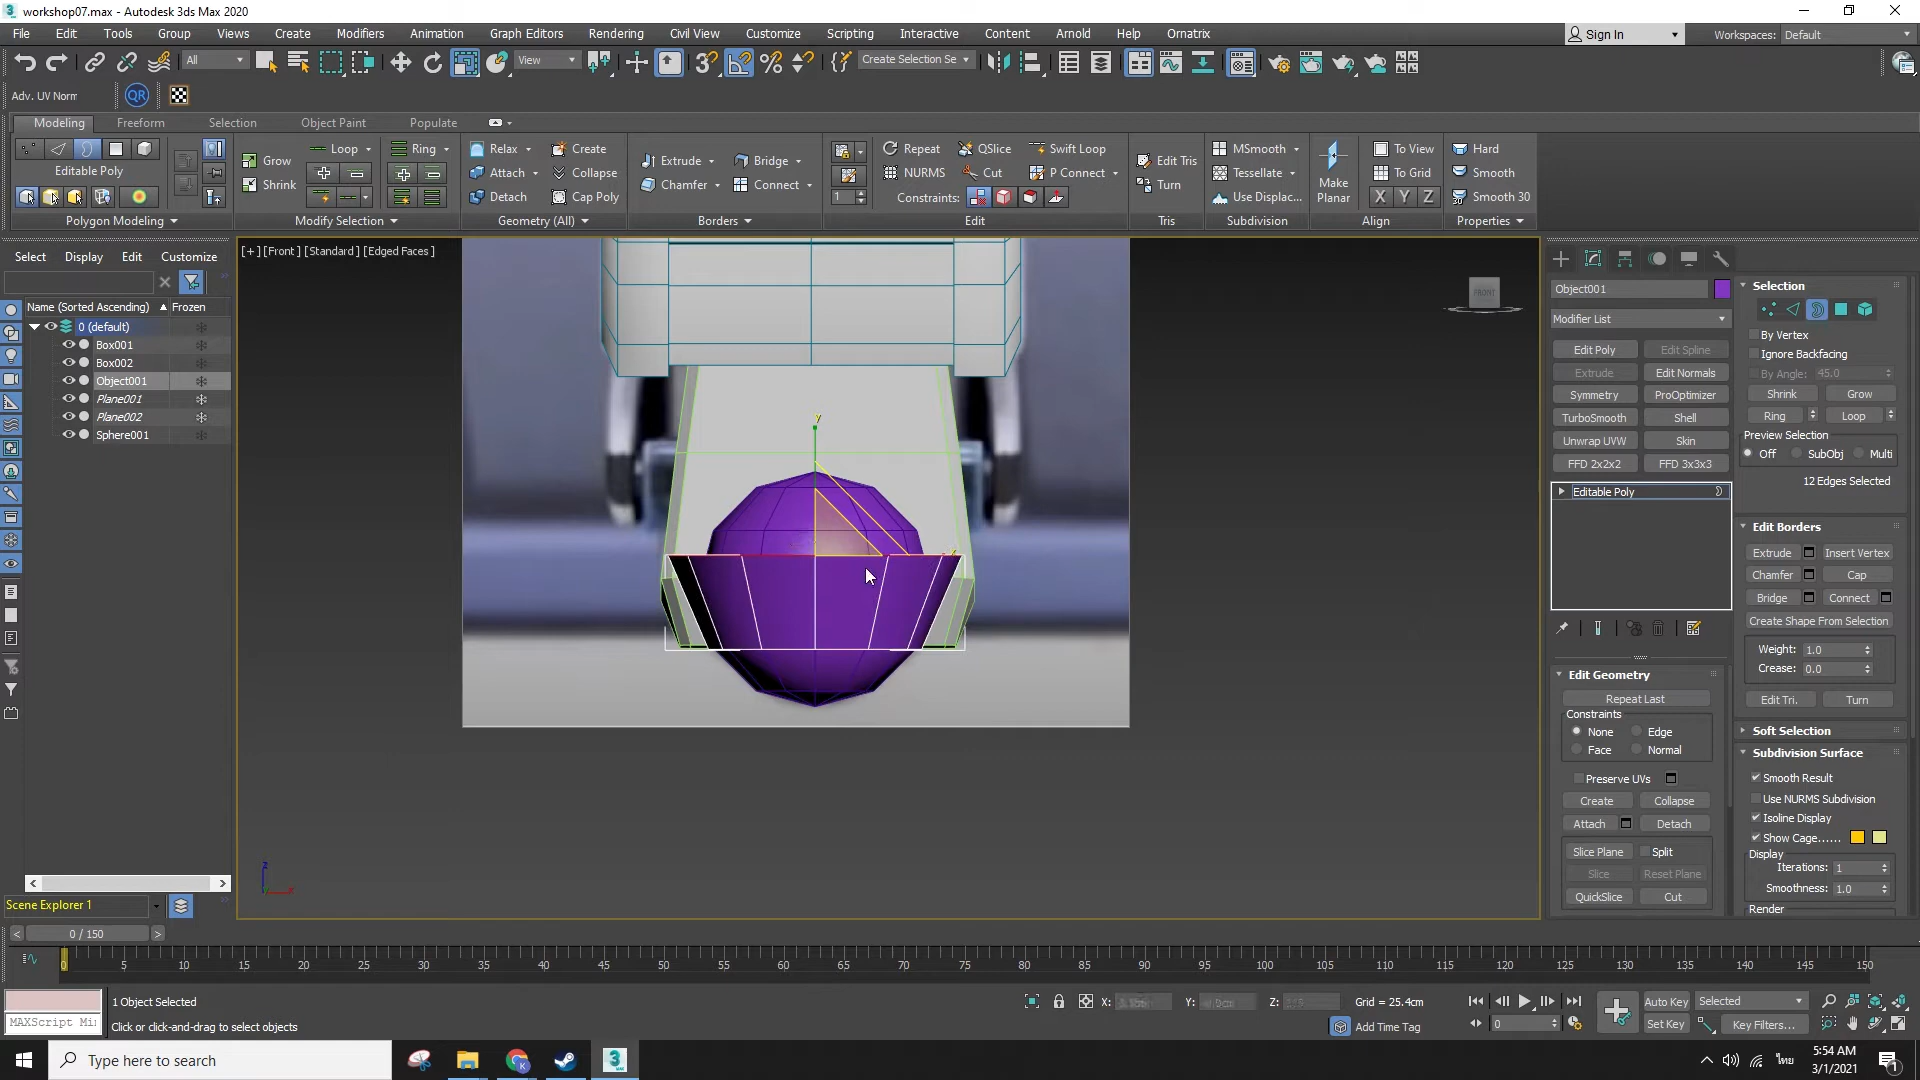 workshop07.max - Autodesk 3ds Max 2020
File Edit Tools Group Views Create Modifiers Animation Graph Editors Rendering Civil View Customize Scripting Interactive Content Arnold Help Ornatrix
Sign In Workspaces: Default
All View Create Selection Se
Adv. UV Norm QR
Modeling Freeform Selection Object Paint Populate
Loop Ring Relax Create Extrude Bridge Repeat QSlice Swift Loop Edit Tris MSmooth To View Hard
Editable Poly Grow Attach Collapse NURMS Cut P Connect Turn Tessellate To Grid Smooth
Shrink Detach Cap Poly Chamfer Connect 1 Constraints: Use Displac... Make Planar X Y Z Smooth 30
Polygon Modeling Modify Selection Geometry (All) Borders Edit Tris Subdivision Align Properties
Select Display Edit Customize
Name (Sorted Ascending) Frozen
0 (default)
Box001
Box002
Object001
Plane001
Plane002
Sphere001
Scene Explorer 1
[+] [Front] [Standard] [Edged Faces]
FRONT
y
z
x
Object001
Modifier List
Edit Poly Edit Spline
Extrude Edit Normals
Symmetry ProOptimizer
TurboSmooth Shell
Unwrap UVW Skin
FFD 2x2x2 FFD 3x3x3
Editable Poly
Edit Geometry
Repeat Last
Constraints
None Edge
Face Normal
Preserve UVs
Create Collapse
Attach Detach
Slice Plane Split
Slice Reset Plane
QuickSlice Cut
Selection
By Vertex
Ignore Backfacing
By Angle: 45.0
Shrink Grow
Ring Loop
Preview Selection
Off SubObj Multi
12 Edges Selected
Edit Borders
Extrude Insert Vertex
Chamfer Cap
Bridge Connect
Create Shape From Selection
Weight: 1.0
Crease: 0.0
Edit Tri. Turn
Soft Selection
Subdivision Surface
Smooth Result
Use NURMS Subdivision
Isoline Display
Show Cage......
Display
Iterations: 1
Smoothness: 1.0
Render
0 / 150
0 5 10 15 20 25 30 35 40 45 50 55 60 65 70 75 80 85 90 95 100 105 110 115 120 125 130 135 140 145 150
1 Object Selected X: Y: Z: Grid = 25.4cm Auto Key Selected
MAXScript Mi Click or click-and-drag to select objects Add Time Tag 0 Set Key Key Filters...
Type here to search
ไทย
5:54 AM
3/1/2021
1